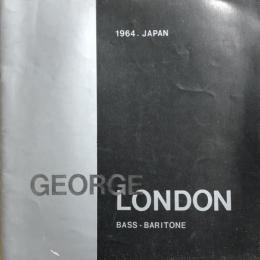 1964. JAPAN
GEORGE
LONDON
BASS-BARITONE